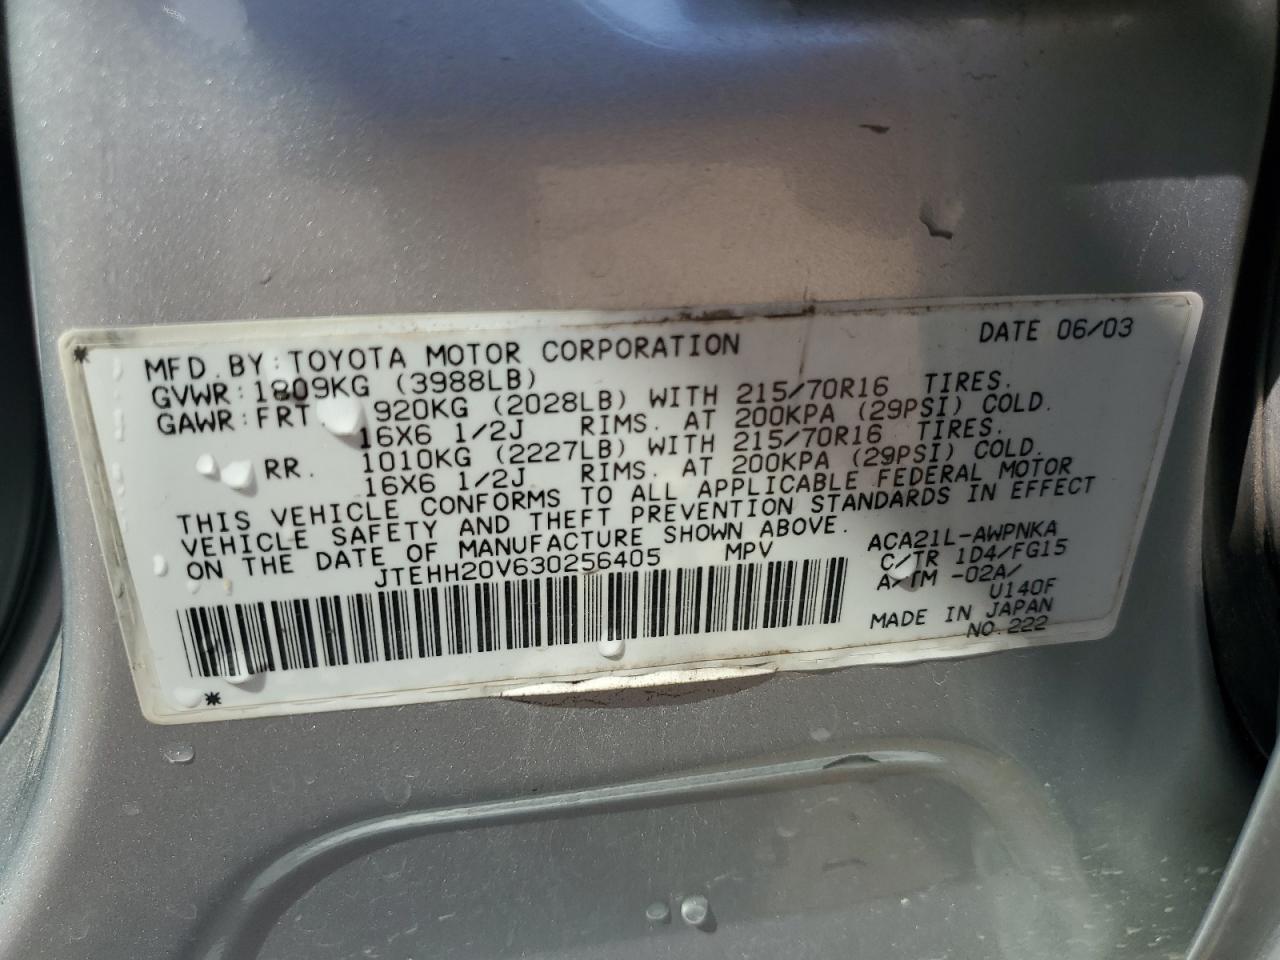 DATE 06/03
MFD. BY: TOYOTA MOTOR CORPORATION
GVWR: 1809KG (3988LB)
GAWR: FRT 920KG (2028LB) WITH 215/70R16 TIRES.
16X6 1/2J RIMS. AT 200KPA (29PSI) COLD.
RR. 1010KG (2227LB) WITH 215/70R16 TIRES.
16X6 1/2J RIMS. AT 200KPA (29PSI) COLD.
THIS VEHICLE CONFORMS TO ALL APPLICABLE FEDERAL MOTOR
VEHICLE SAFETY AND THEFT PREVENTION STANDARDS IN EFFECT
ON THE DATE OF MANUFACTURE SHOWN ABOVE.
JTEHH20V630256405 MPV
ACA21L-AWPNKA
C/TR 1D4/FG15
A/TM -02A/
U140F
MADE IN JAPAN
NO. 222